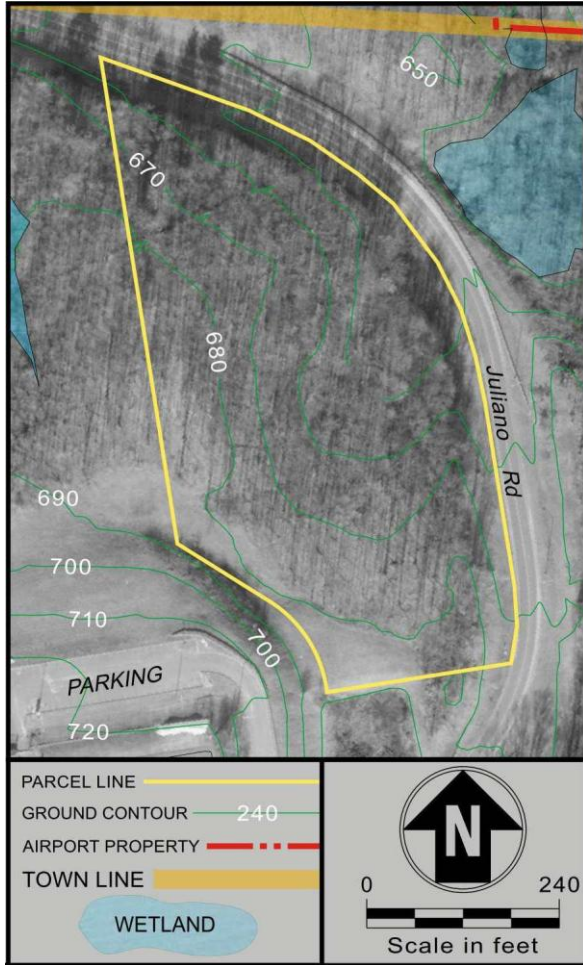 650
670
680
Juliano Rd
690
700
710
700
PARKING
720
PARCEL LINE
GROUND CONTOUR 240
AIRPORT PROPERTY
TOWN LINE
WETLAND
N
0 240
Scale in feet